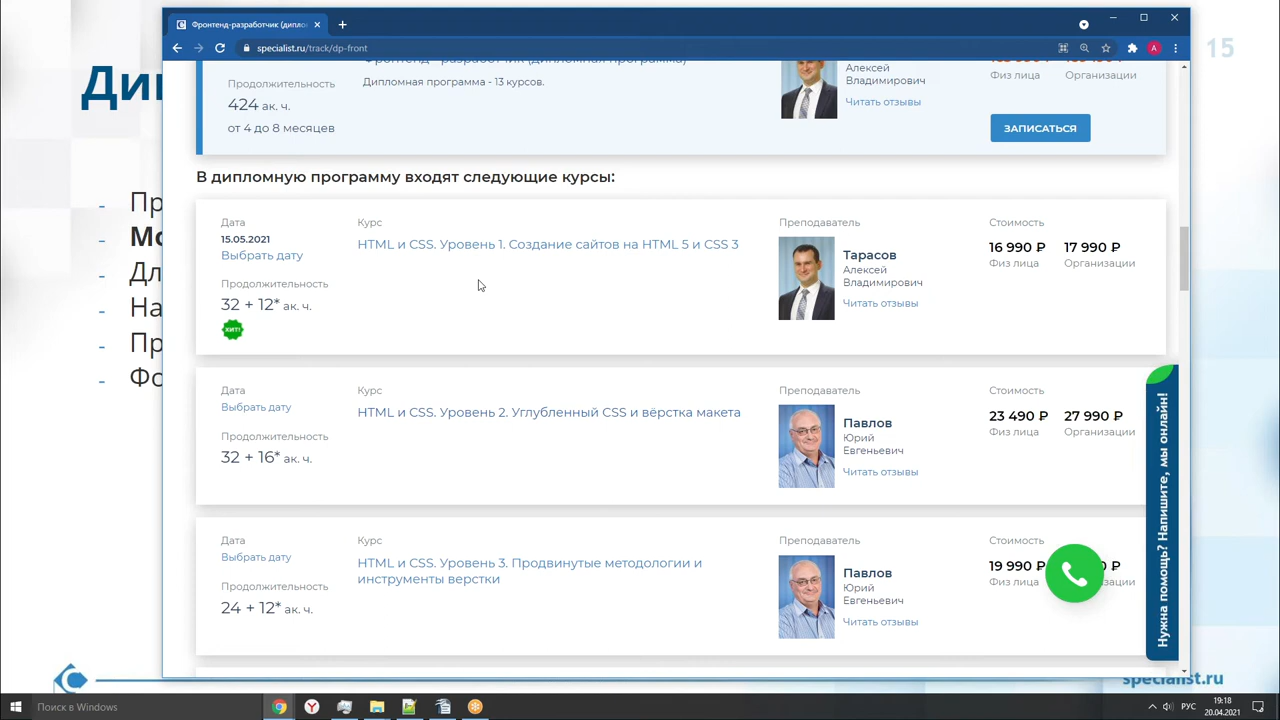 Фронтенд-разработчик (дипло
specialist.ru/track/dp-front
A
15
Ди
Фронтенд - разработчик (дипломная программа)
Продолжительность
424 ак. ч.
от 4 до 8 месяцев
Дипломная программа - 13 курсов.
Алексей
Владимирович
Читать отзывы
Физ лица
Организации
ЗАПИСАТЬСЯ
В дипломную программу входят следующие курсы:
Дата
15.05.2021
Выбрать дату
Продолжительность
32 + 12* ак. ч.
ХИТ!
Курс
HTML и CSS. Уровень 1. Создание сайтов на HTML 5 и CSS 3
Преподаватель
Тарасов
Алексей
Владимирович
Читать отзывы
Стоимость
16 990 ₽ 17 990 ₽
Физ лица Организации
Дата
Выбрать дату
Продолжительность
32 + 16* ак. ч.
Курс
HTML и CSS. Уровень 2. Углубленный CSS и вёрстка макета
Преподаватель
Павлов
Юрий
Евгеньевич
Читать отзывы
Стоимость
23 490 ₽ 27 990 ₽
Физ лица Организации
Дата
Выбрать дату
Продолжительность
24 + 12* ак. ч.
Курс
HTML и CSS. Уровень 3. Продвинутые методологии и
инструменты верстки
Преподаватель
Павлов
Юрий
Евгеньевич
Читать отзывы
Стоимость
19 990 ₽
Физ лица
Нужна помощь? Напишите, мы онлайн!
- Пр
- Мо
- Дл
- На
- Пр
- Фо
specialist.ru
Поиск в Windows
РУС
19:18
20.04.2021